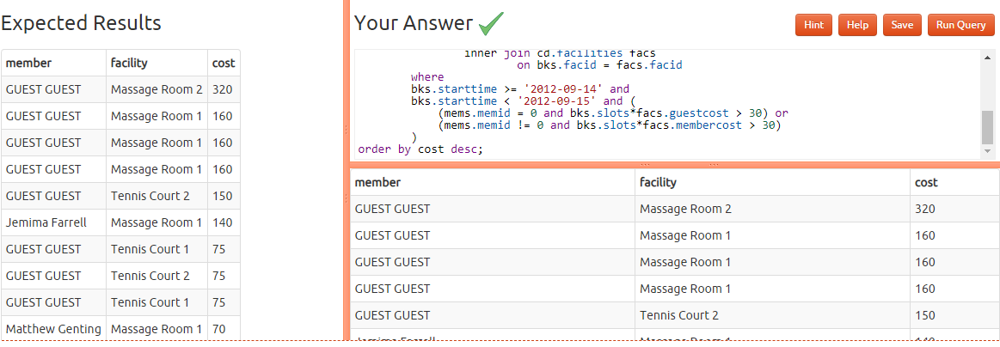 Expected Results
member facility cost
GUEST GUEST Massage Room 2 320
GUEST GUEST Massage Room 1 160
GUEST GUEST Massage Room 1 160
GUEST GUEST Massage Room 1 160
GUEST GUEST Tennis Court 2 150
Jemima Farrell Massage Room 1 140
GUEST GUEST Tennis Court 1 75
GUEST GUEST Tennis Court 2 75
GUEST GUEST Tennis Court 1 75
Matthew Genting Massage Room 1 70
Your Answer
Hint Help Save Run Query
inner join cd.facilities facs
on bks.facid = facs.facid
where
bks.starttime >= '2012-09-14' and
bks.starttime < '2012-09-15' and (
(mems.memid = 0 and bks.slots*facs.guestcost > 30) or
(mems.memid != 0 and bks.slots*facs.membercost > 30)
)
order by cost desc;
member facility cost
GUEST GUEST Massage Room 2 320
GUEST GUEST Massage Room 1 160
GUEST GUEST Massage Room 1 160
GUEST GUEST Massage Room 1 160
GUEST GUEST Tennis Court 2 150